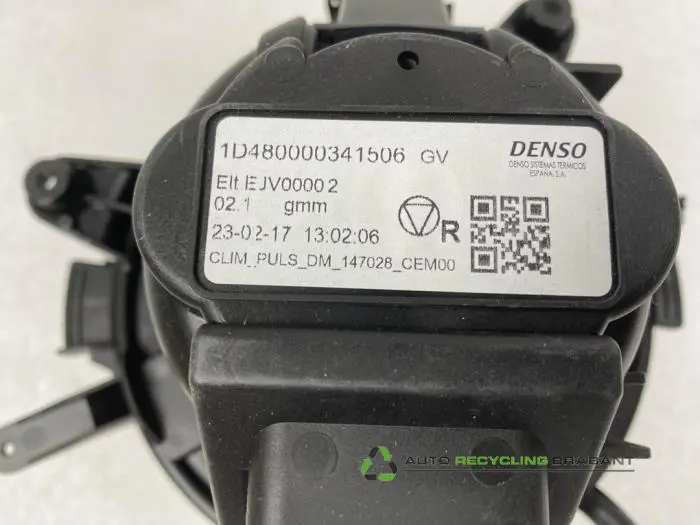 1D480000341506 GV
DENSO
DENSO SISTEMAS TERMICOS
ESPAÑA, S.A.
Elt.EJV00002
02.1 gmm
R
23-02-17 13:02:06
CLIM_PULS_DM_147028_CEM00
AUTO RECYCLING BRABANT